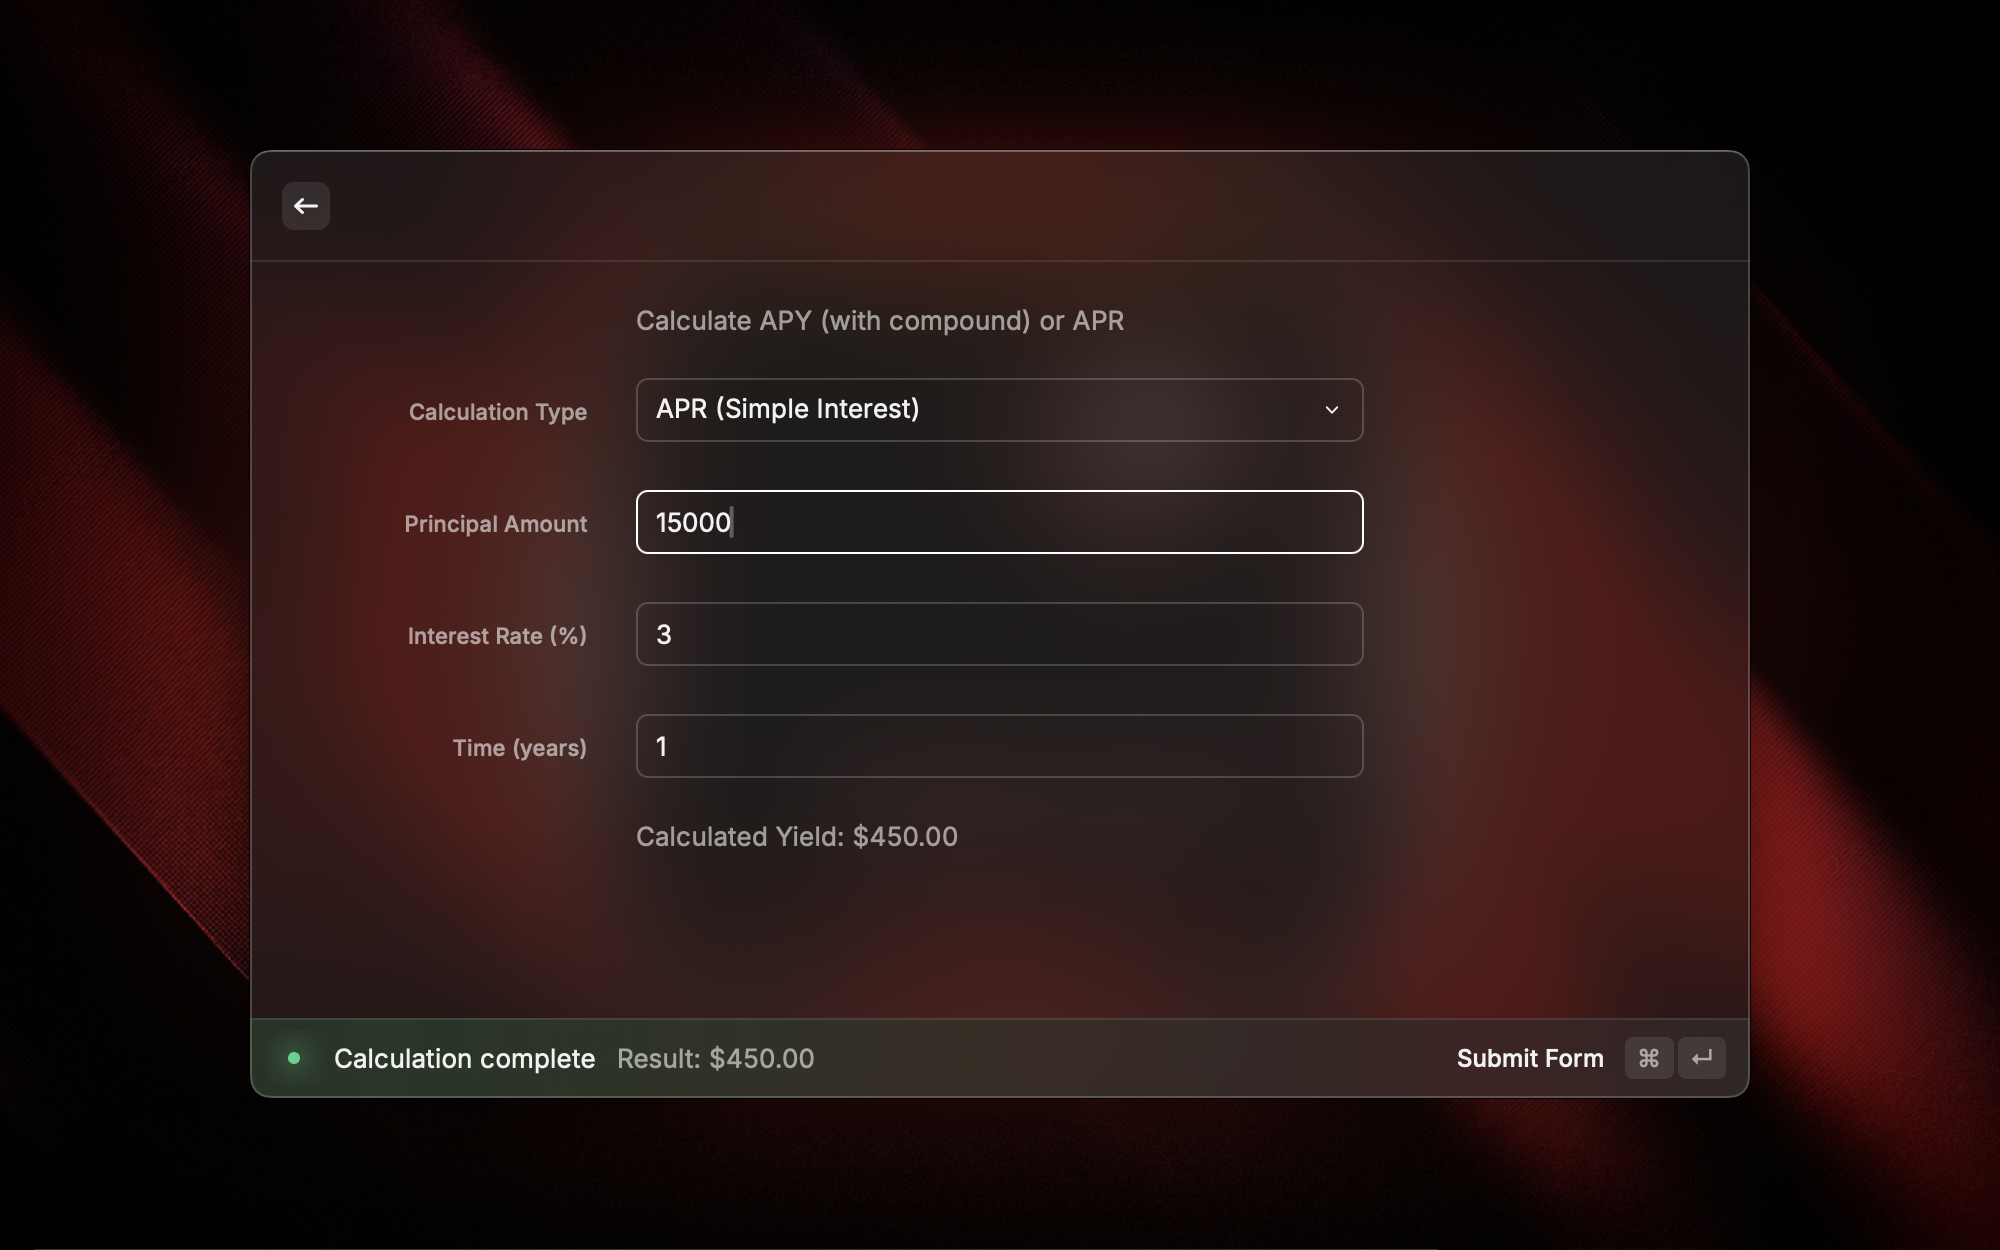 Calculate APY (with compound) or APR
Calculation Type
APR (Simple Interest)
Principal Amount
15000
Interest Rate (%)
3
Time (years)
1
Calculated Yield: $450.00
Calculation complete Result: $450.00
Submit Form ⌘ ↵